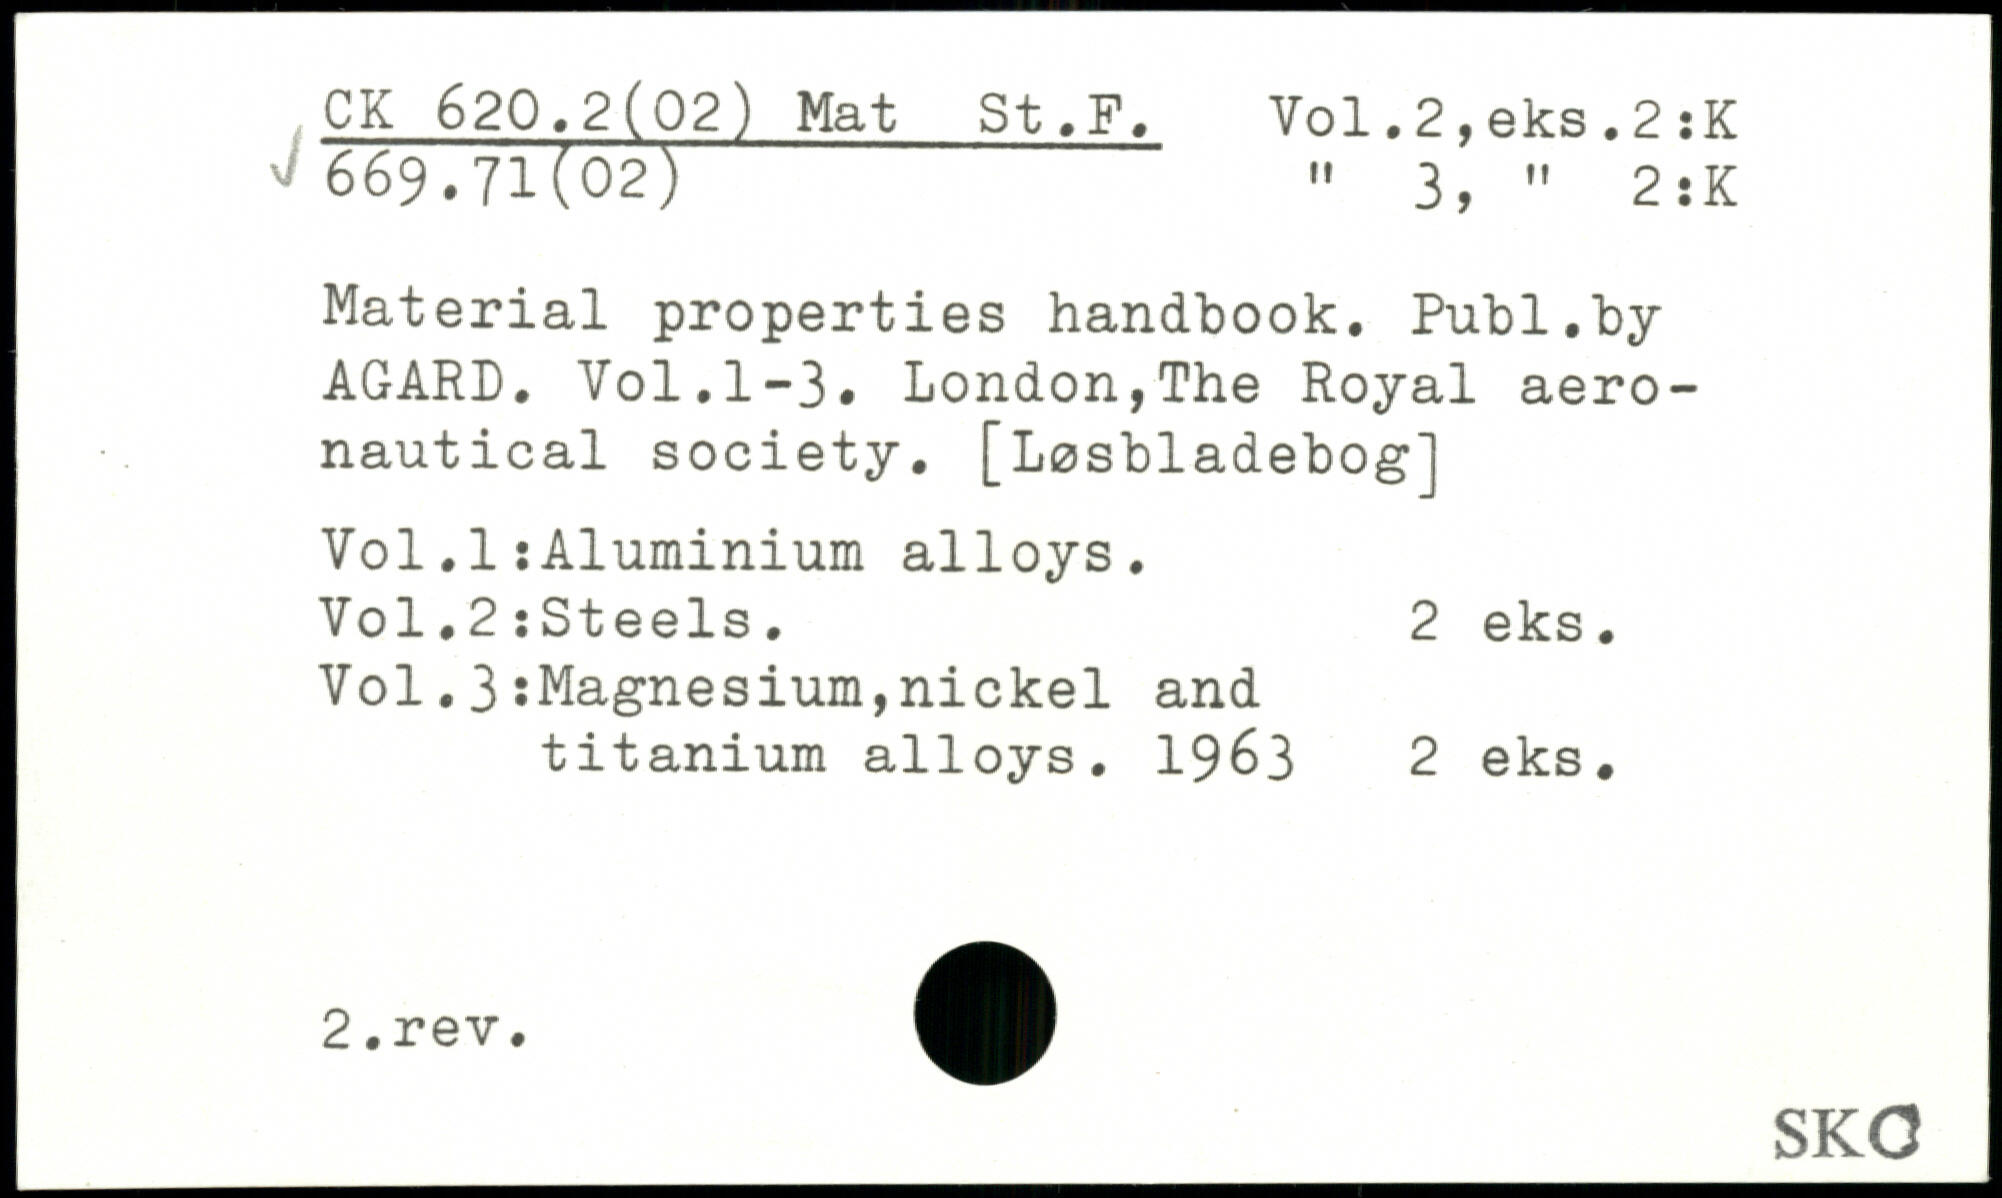 CK 620.2(02) Mat St.F. Vol.2,eks.2:K
669.71(02) " 3, " 2:K
Material properties handbook. Publ.by
AGARD. Vol.1-3. London,The Royal aero-
nautical society. [Løsbladebog]
Vol.1:Aluminium alloys.
Vol.2:Steels. 2 eks.
Vol.3:Magnesium,nickel and
titanium alloys. 1963 2 eks.
2.rev.